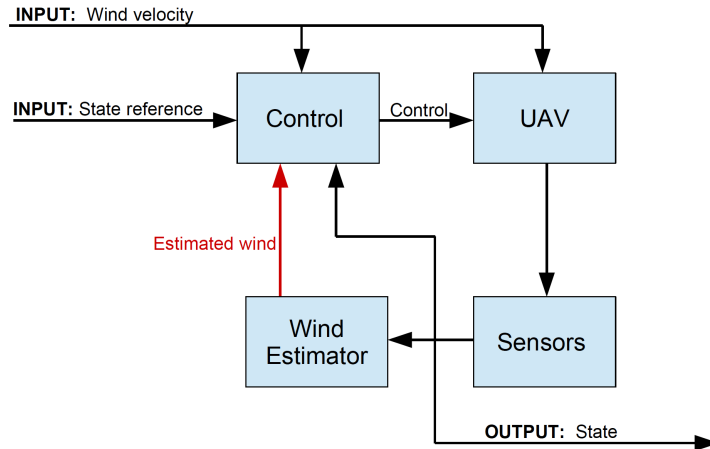 INPUT: Wind velocity
INPUT: State reference
Control
Control
UAV
Estimated wind
Wind
Estimator
Sensors
OUTPUT: State